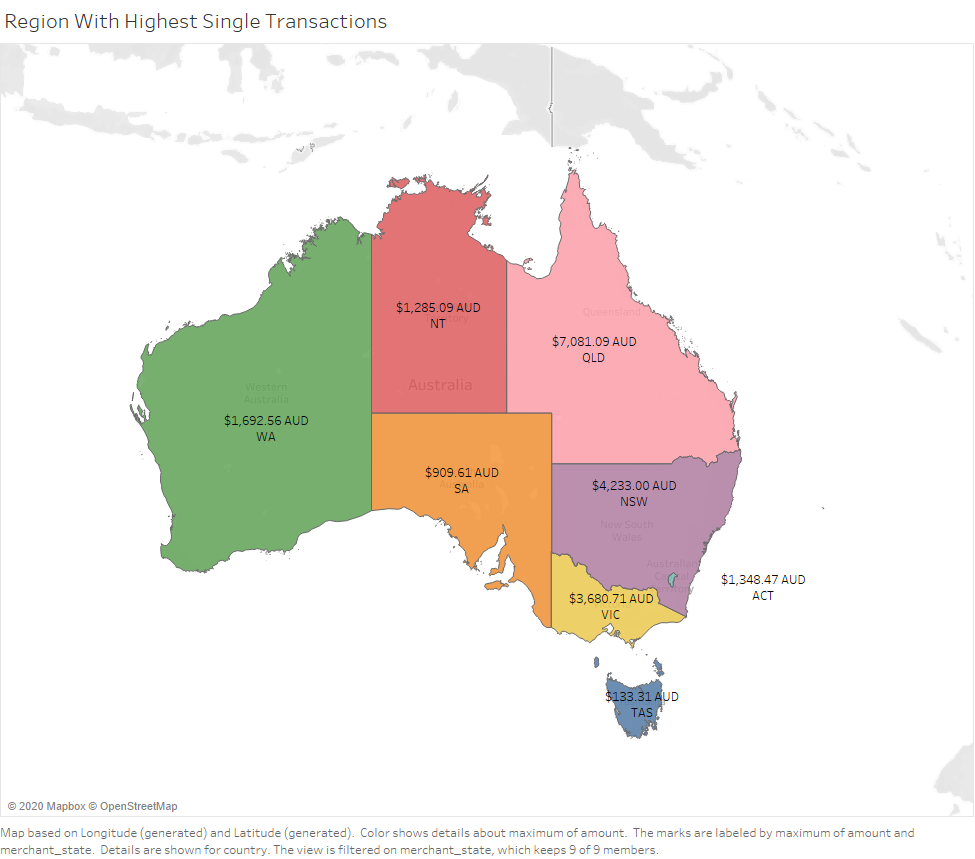 Region With Highest Single Transactions
$1,285.09 AUD
NT
Queensland
$7,081.09 AUD
QLD
Australia
Western
Australia
$1,692.56 AUD
WA
$909.61 AUD
SA
$4,233.00 AUD
NSW
New South
Wales
Australian
$1,348.47 AUD
ACT
$3,680.71 AUD
VIC
$133.31 AUD
TAS
© 2020 Mapbox © OpenStreetMap
Map based on Longitude (generated) and Latitude (generated).  Color shows details about maximum of amount.  The marks are labeled by maximum of amount and
merchant_state.  Details are shown for country. The view is filtered on merchant_state, which keeps 9 of 9 members.